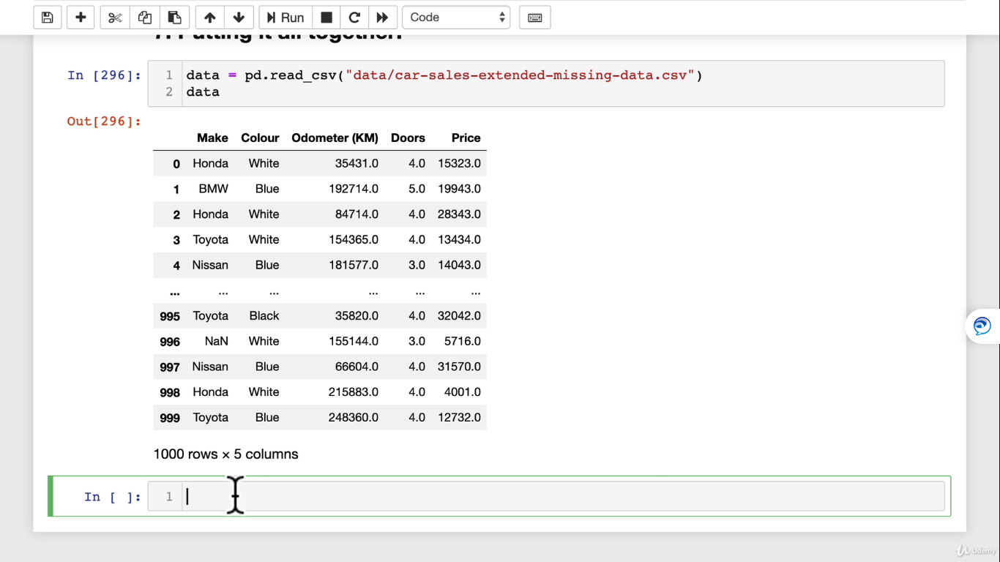 Run
Code
7. Putting it all together!
In [296]:
1 data = pd.read_csv("data/car-sales-extended-missing-data.csv")
2 data
Out[296]:
Make Colour Odometer (KM) Doors Price
0 Honda White 35431.0 4.0 15323.0
1 BMW Blue 192714.0 5.0 19943.0
2 Honda White 84714.0 4.0 28343.0
3 Toyota White 154365.0 4.0 13434.0
4 Nissan Blue 181577.0 3.0 14043.0
... ... ... ... ... ...
995 Toyota Black 35820.0 4.0 32042.0
996 NaN White 155144.0 3.0 5716.0
997 Nissan Blue 66604.0 4.0 31570.0
998 Honda White 215883.0 4.0 4001.0
999 Toyota Blue 248360.0 4.0 12732.0
1000 rows × 5 columns
In [ ]: 1
Udemy